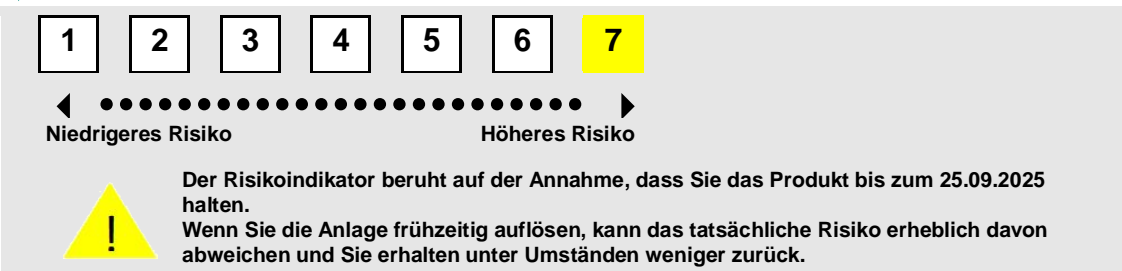 1 2 3 4 5 6 7
Niedrigeres Risiko Höheres Risiko
Der Risikoindikator beruht auf der Annahme, dass Sie das Produkt bis zum 25.09.2025
halten.
Wenn Sie die Anlage frühzeitig auflösen, kann das tatsächliche Risiko erheblich davon
abweichen und Sie erhalten unter Umständen weniger zurück.
!